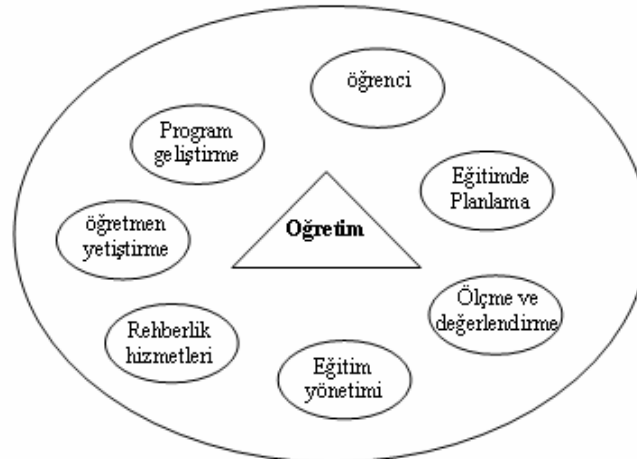 öğrenci
Program
geliştirme
Eğitimde
Planlama
Oğretim
öğretmen
yetiştirme
Ölçme ve
değerlendirme
Rehberlik
hizmetleri
Eğitim
yönetimi